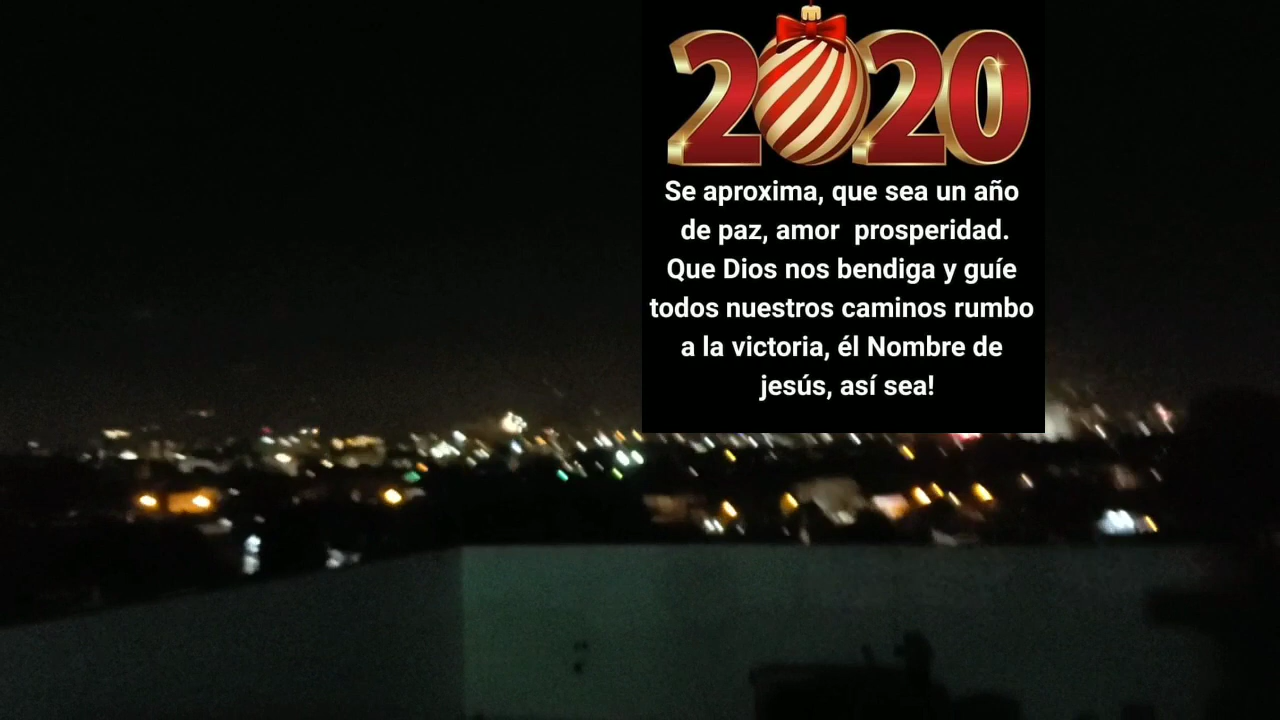 2020
Se aproxima, que sea un año
de paz, amor  prosperidad.
Que Dios nos bendiga y guíe
todos nuestros caminos rumbo
a la victoria, él Nombre de
jesús, así sea!